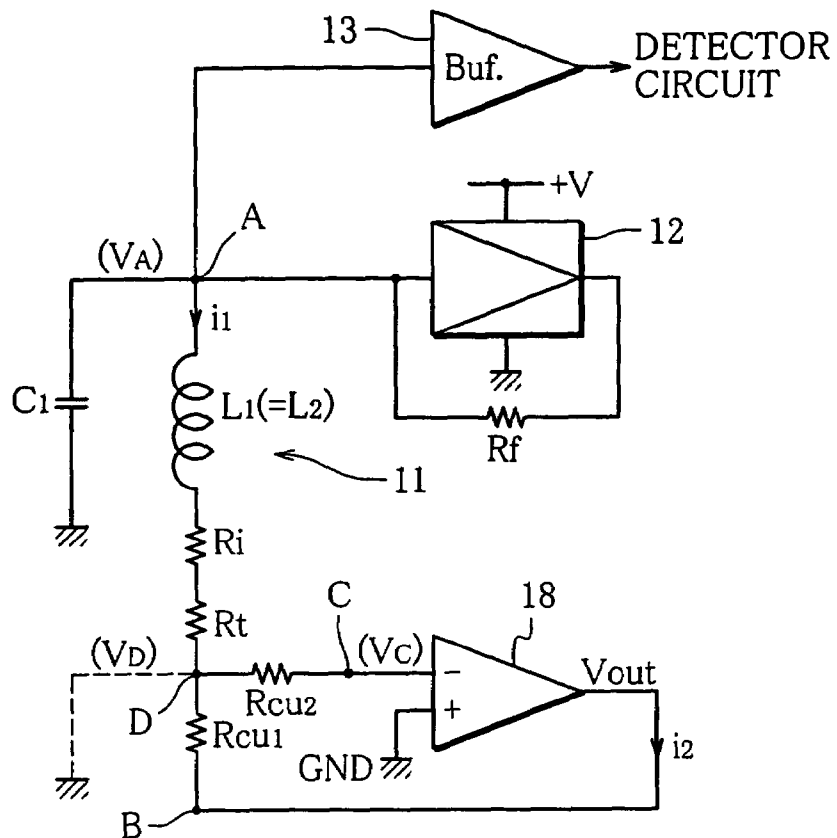 13
Buf.
DETECTOR
CIRCUIT
+V
A
12
(VA)
i1
C1
L1(=L2)
Rf
11
Ri
C
18
Rt
(VD)
(VC)
−
Vout
D
Rcu2
+
Rcu1
GND
i2
B